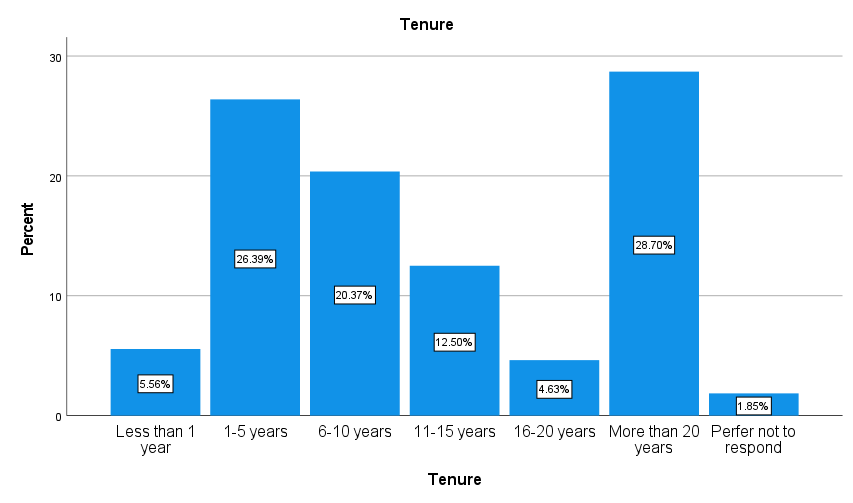 Tenure
Percent
30
20
10
0
5.56%
26.39%
20.37%
12.50%
4.63%
28.70%
1.85%
Less than 1
year
1-5 years
6-10 years
11-15 years
16-20 years
More than 20
years
Perfer not to
respond
Tenure